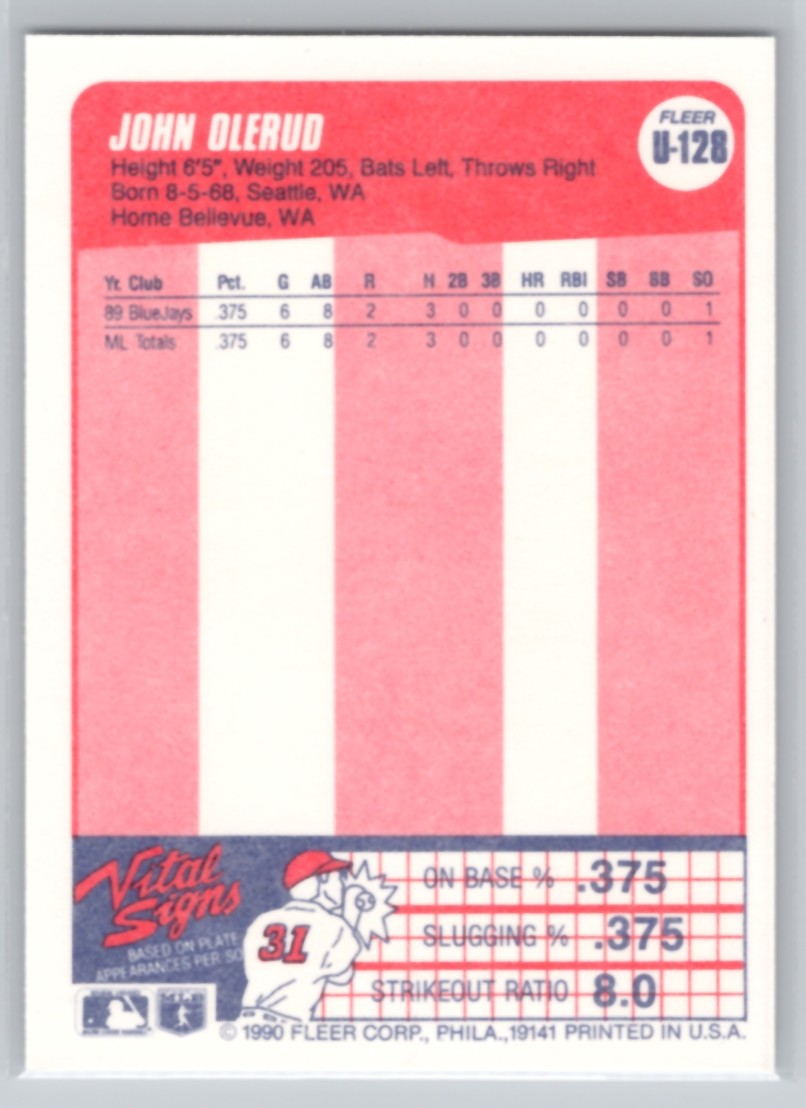 JOHN OLERUD
FLEER
U-128
Height 6'5", Weight 205, Bats Left, Throws Right
Born 8-5-68, Seattle, WA
Home Bellevue, WA
Yr. Club Pct. G AB R H 2B 3B HR RBI SB BB SO
89 BlueJays .375 6 8 2 3 0 0 0 0 0 0 1
ML Totals .375 6 8 2 3 0 0 0 0 0 0 1
Vital
Signs
BASED ON PLATE
APPEARANCES PER SO
31
ON BASE % .375
SLUGGING % .375
STRIKEOUT RATIO 8.0
© 1990 FLEER CORP., PHILA., 19141 PRINTED IN U.S.A.